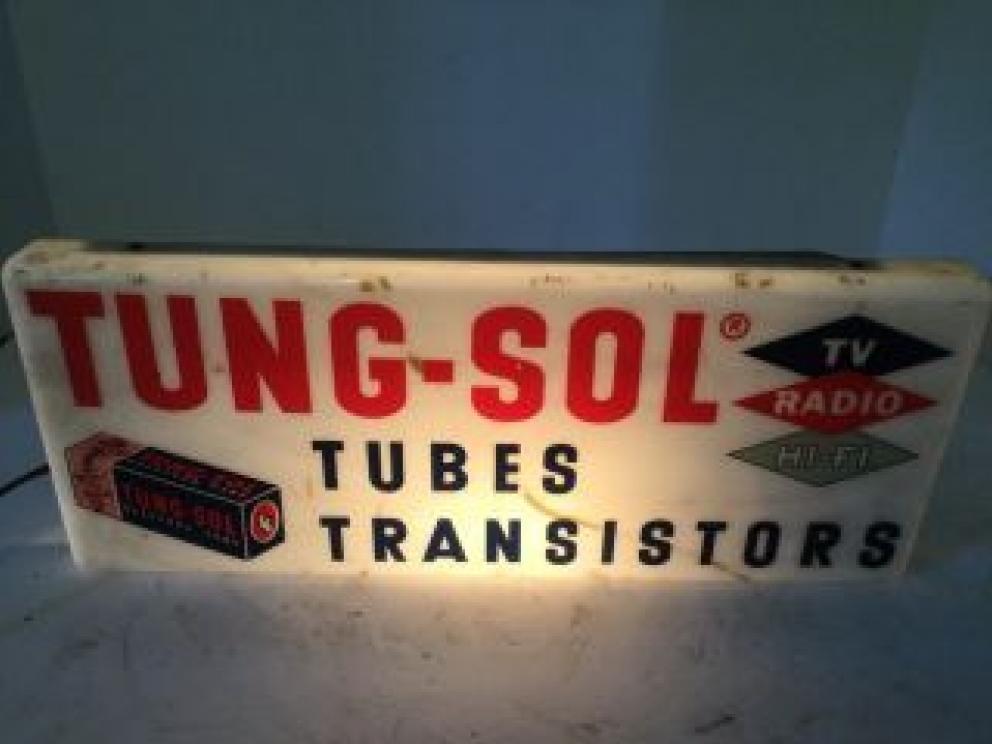 TUNG-SOL®
TV
RADIO
HI-FI
TUBES
TRANSISTORS
TUNG-SOL